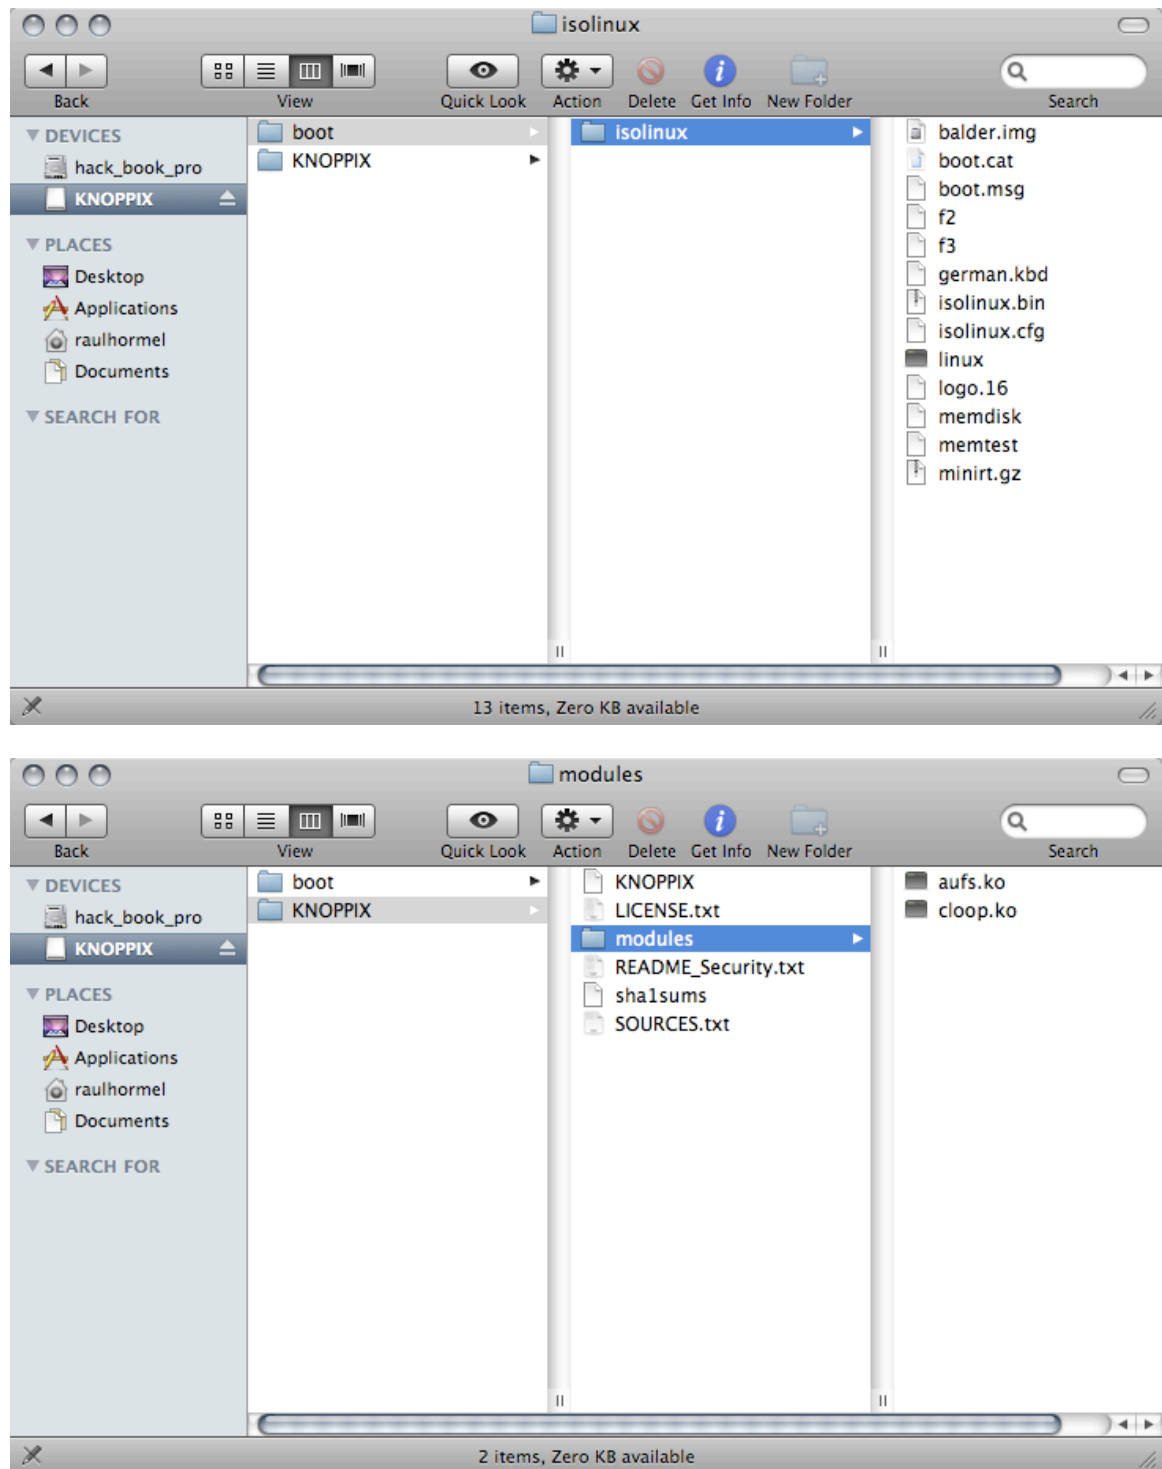 isolinux
Back View Quick Look Action Delete Get Info New Folder Search
DEVICES
hack_book_pro
KNOPPIX
PLACES
Desktop
Applications
raulhormel
Documents
SEARCH FOR
boot
KNOPPIX
isolinux
balder.img
boot.cat
boot.msg
f2
f3
german.kbd
isolinux.bin
isolinux.cfg
linux
logo.16
memdisk
memtest
minirt.gz
13 items, Zero KB available
modules
Back View Quick Look Action Delete Get Info New Folder Search
DEVICES
hack_book_pro
KNOPPIX
PLACES
Desktop
Applications
raulhormel
Documents
SEARCH FOR
boot
KNOPPIX
KNOPPIX
LICENSE.txt
modules
README_Security.txt
sha1sums
SOURCES.txt
aufs.ko
cloop.ko
2 items, Zero KB available